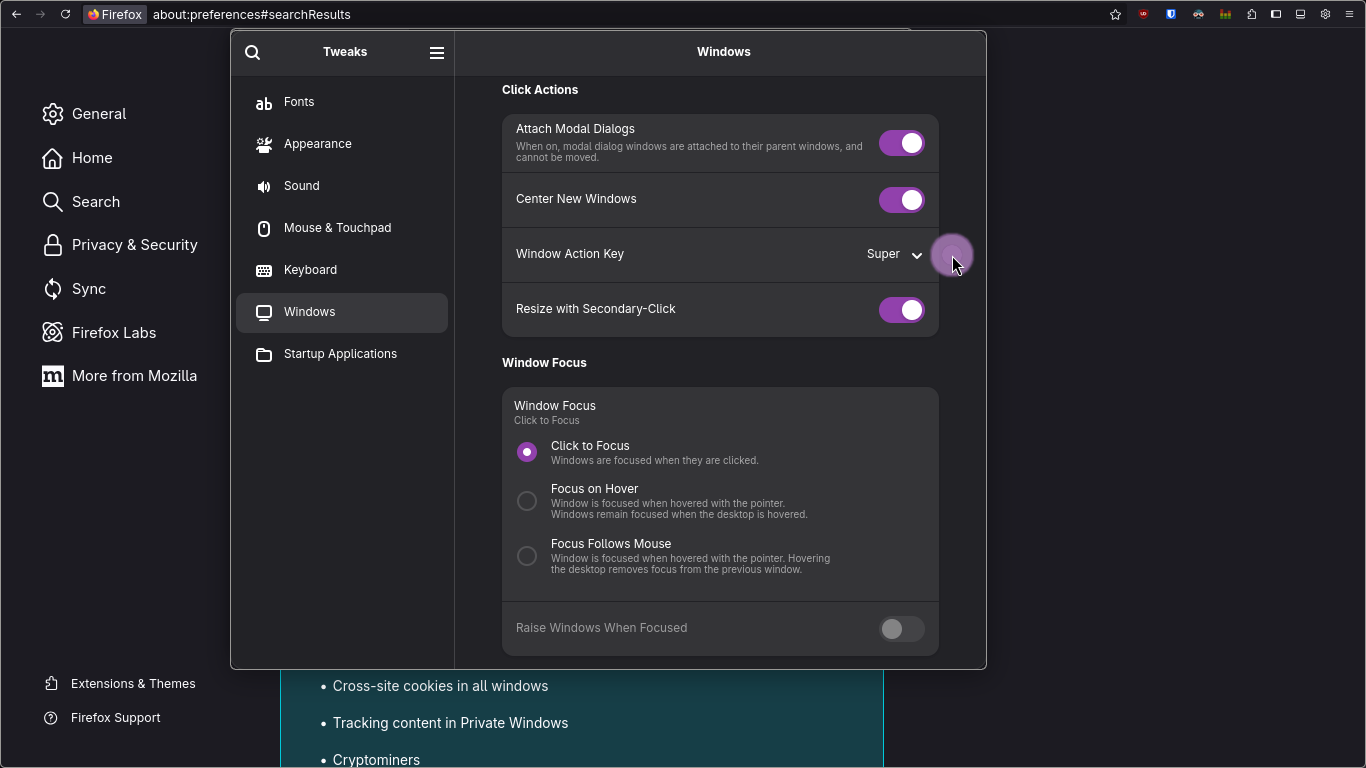 Firefox about:preferences#searchResults
General
Home
Search
Privacy & Security
Sync
Firefox Labs
More from Mozilla
Extensions & Themes
Firefox Support
Tweaks
ab Fonts
Appearance
Sound
Mouse & Touchpad
Keyboard
Windows
Startup Applications
Windows
Click Actions
Attach Modal Dialogs
When on, modal dialog windows are attached to their parent windows, and
cannot be moved.
Center New Windows
Window Action Key Super
Resize with Secondary-Click
Window Focus
Window Focus
Click to Focus
Click to Focus
Windows are focused when they are clicked.
Focus on Hover
Window is focused when hovered with the pointer.
Windows remain focused when the desktop is hovered.
Focus Follows Mouse
Window is focused when hovered with the pointer. Hovering
the desktop removes focus from the previous window.
Raise Windows When Focused
• Cross-site cookies in all windows
• Tracking content in Private Windows
• Cryptominers